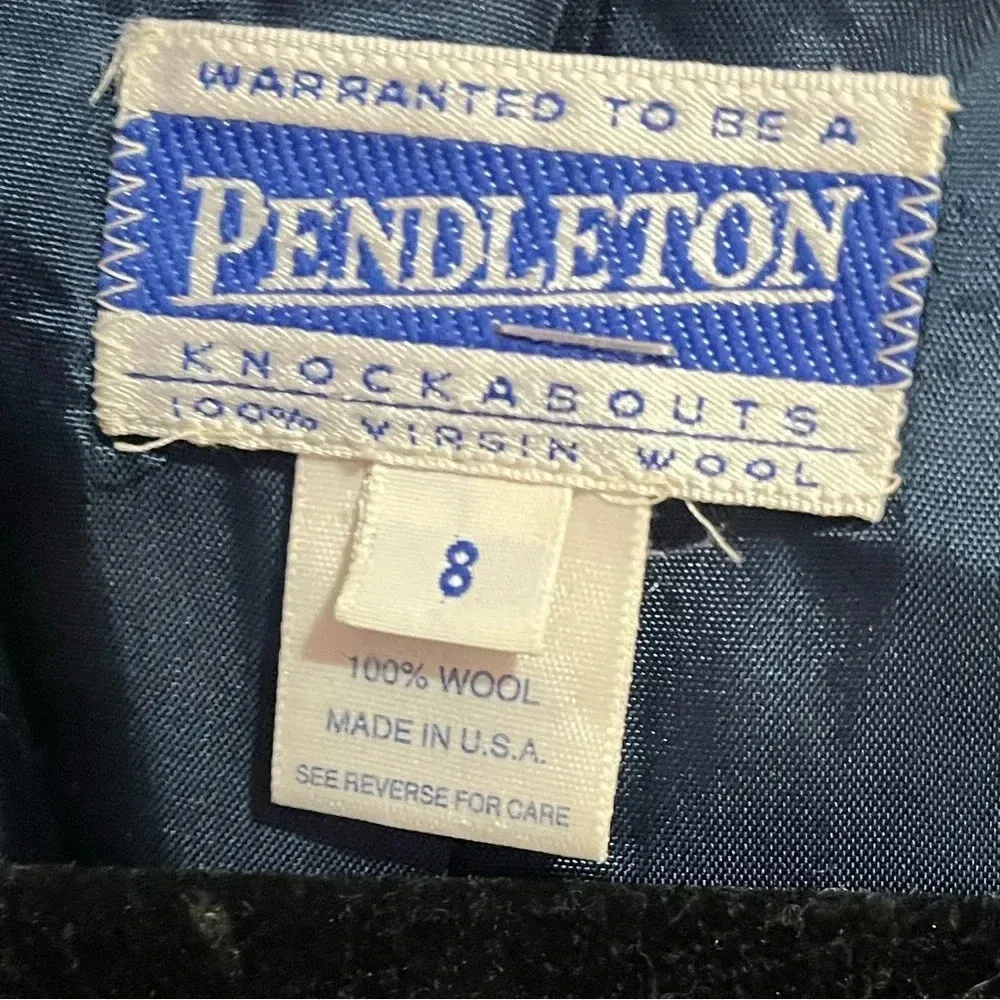 WARRANTED TO BE A
PENDLETON
KNOCKABOUTS
100% VIRGIN WOOL
8
100% WOOL
MADE IN U.S.A.
SEE REVERSE FOR CARE